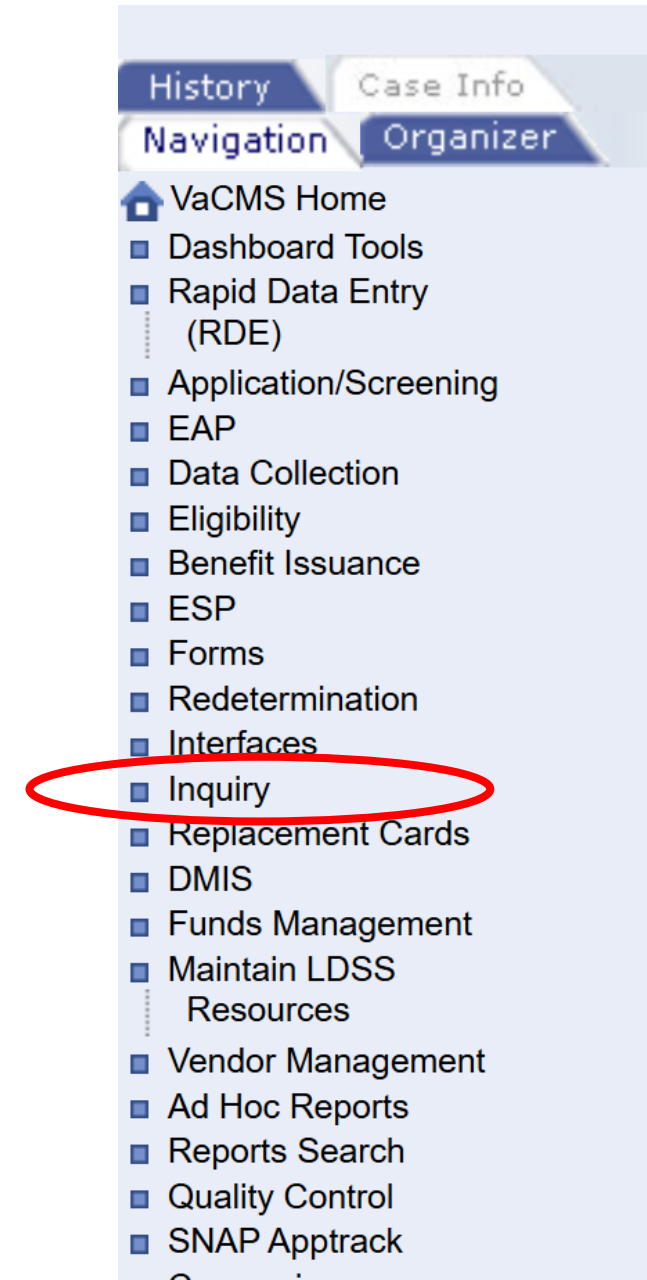 History Case Info
Navigation Organizer
VaCMS Home
Dashboard Tools
Rapid Data Entry
(RDE)
Application/Screening
EAP
Data Collection
Eligibility
Benefit Issuance
ESP
Forms
Redetermination
Interfaces
Inquiry
Replacement Cards
DMIS
Funds Management
Maintain LDSS
Resources
Vendor Management
Ad Hoc Reports
Reports Search
Quality Control
SNAP Apptrack